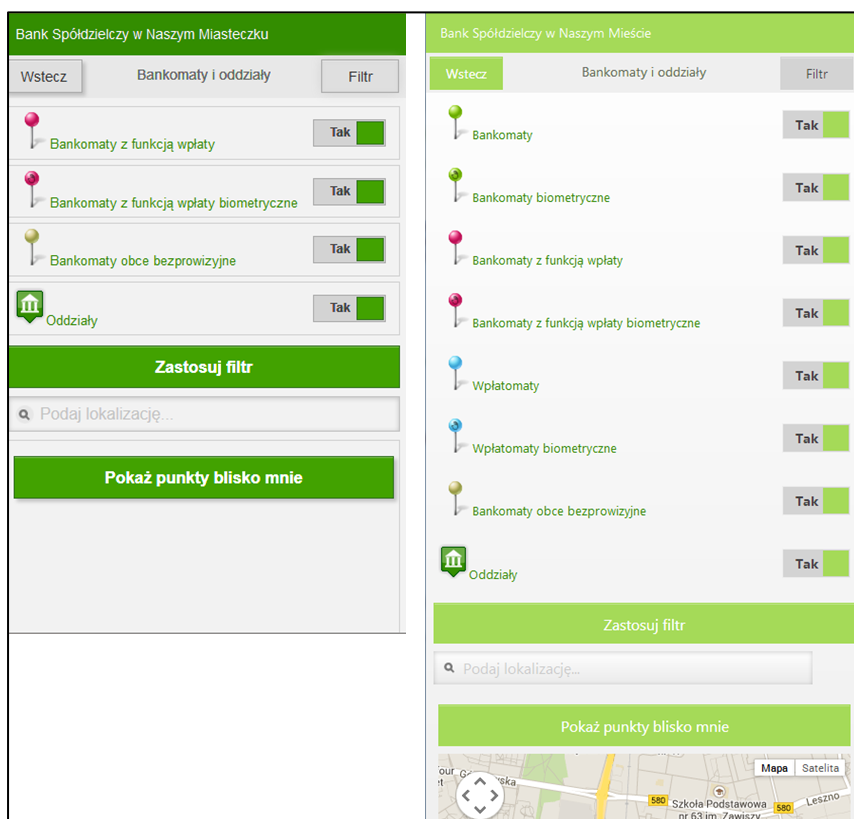 Bank Spółdzielczy w Naszym Miasteczku
Wstecz
Bankomaty i oddziały
Filtr
Bankomaty z funkcją wpłaty
Tak
Bankomaty z funkcją wpłaty biometryczne
Tak
Bankomaty obce bezprowizyjne
Tak
Oddziały
Tak
Zastosuj filtr
Podaj lokalizację...
Pokaż punkty blisko mnie
Bank Spółdzielczy w Naszym Mieście
Wstecz
Bankomaty i oddziały
Filtr
Bankomaty
Tak
Bankomaty biometryczne
Tak
Bankomaty z funkcją wpłaty
Tak
Bankomaty z funkcją wpłaty biometryczne
Tak
Wpłatomaty
Tak
Wpłatomaty biometryczne
Tak
Bankomaty obce bezprowizyjne
Tak
Oddziały
Tak
Zastosuj filtr
Podaj lokalizację...
Pokaż punkty blisko mnie
Mapa
Satelita
580
Szkoła Podstawowa
nr 63 im. Zawiszy
580
Leszno